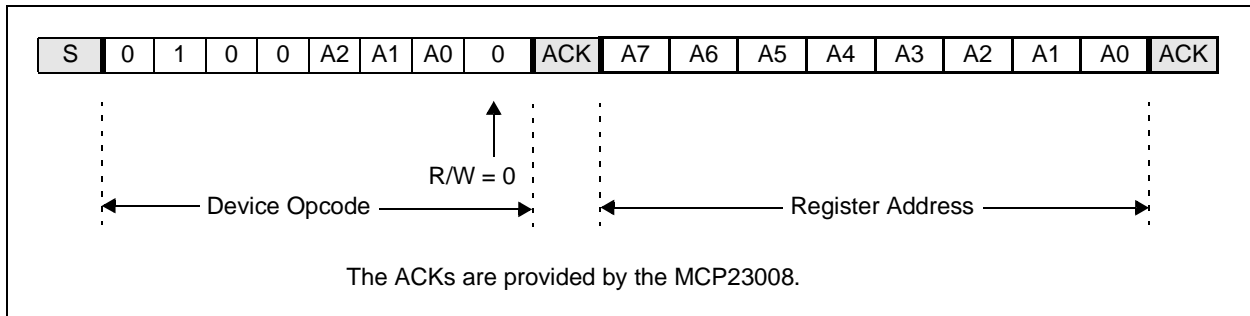 S 0 1 0 0 A2 A1 A0 0 ACK A7 A6 A5 A4 A3 A2 A1 A0 ACK
R/W = 0
Device Opcode Register Address
The ACKs are provided by the MCP23008.